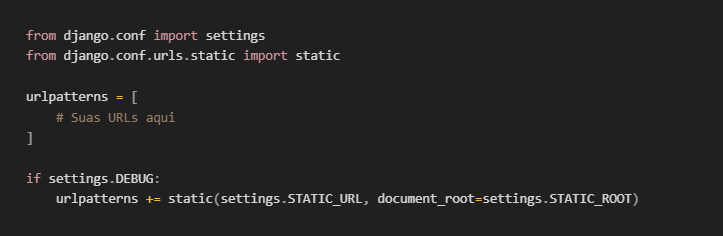 from django.conf import settings
from django.conf.urls.static import static
urlpatterns = [
# Suas URLs aqui
]
if settings.DEBUG:
urlpatterns += static(settings.STATIC_URL, document_root=settings.STATIC_ROOT)